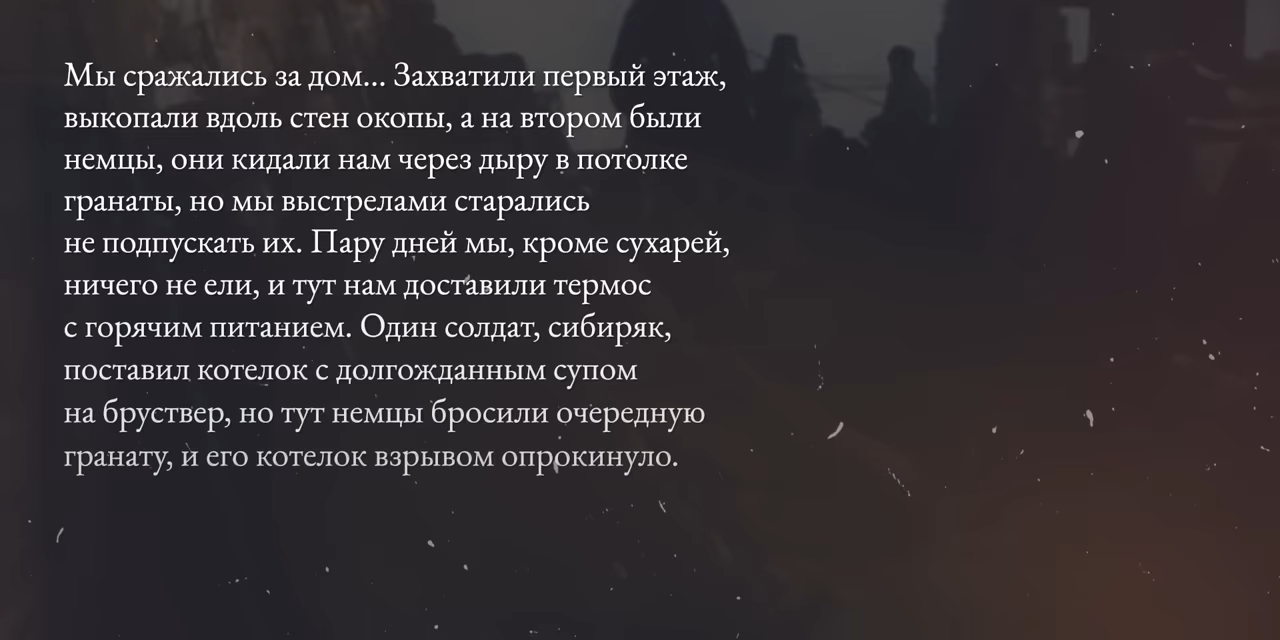 Мы сражались за дом... Захватили первый этаж,
выкопали вдоль стен окопы, а на втором были
немцы, они кидали нам через дыру в потолке
гранаты, но мы выстрелами старались
не подпускать их. Пару дней мы, кроме сухарей,
ничего не ели, и тут нам доставили термос
с горячим питанием. Один солдат, сибиряк,
поставил котелок с долгожданным супом
на бруствер, но тут немцы бросили очередную
гранату, и его котелок взрывом опрокинуло.